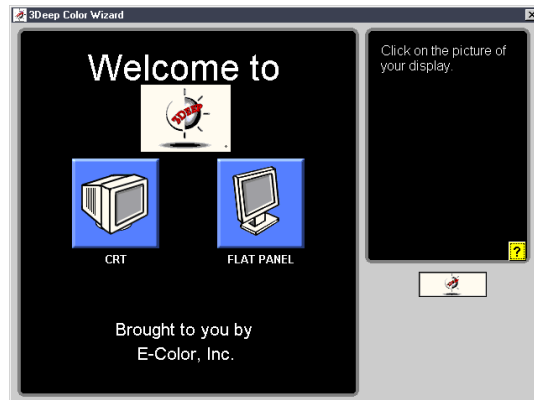 3Deep Color Wizard
Welcome to
3DEEP
CRT
FLAT PANEL
Brought to you by
E-Color, Inc.
Click on the picture of
your display.
?